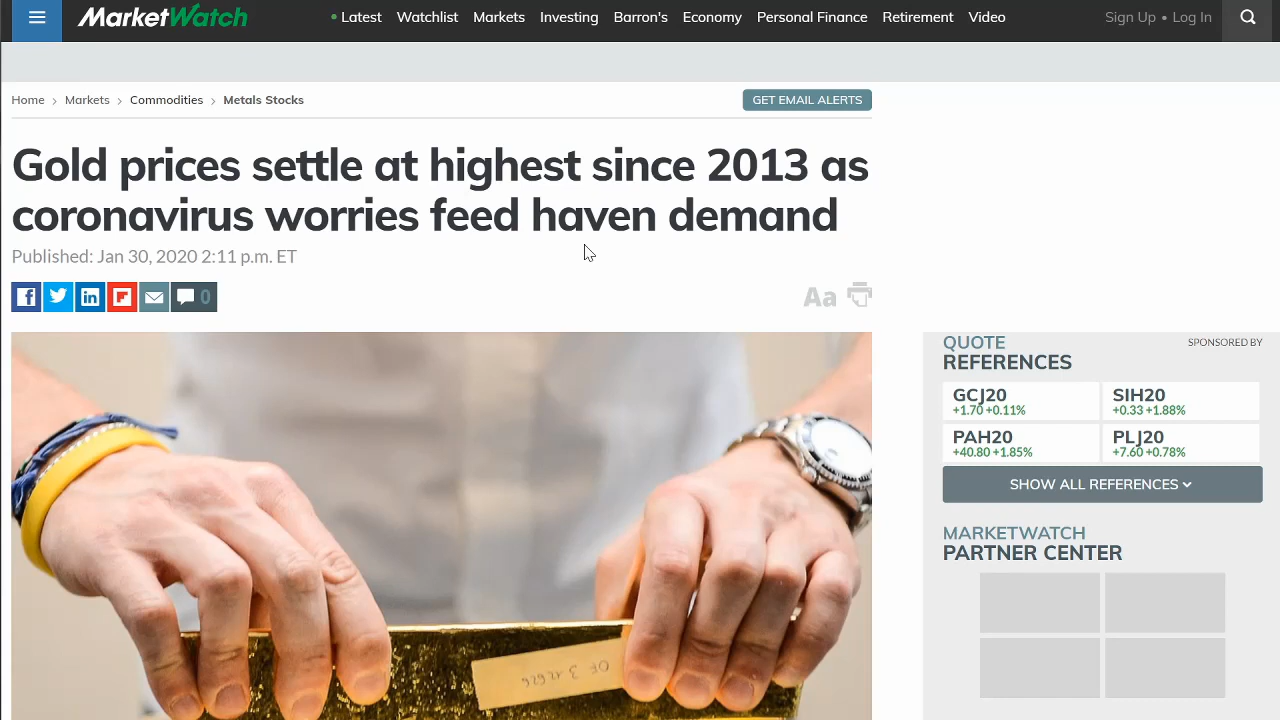 MarketWatch
Latest Watchlist Markets Investing Barron's Economy Personal Finance Retirement Video Sign Up • Log In
Home > Markets > Commodities > Metals Stocks
GET EMAIL ALERTS
Gold prices settle at highest since 2013 as
coronavirus worries feed haven demand
Published: Jan 30, 2020 2:11 p.m. ET
0
Aa
QUOTE
REFERENCES
SPONSORED BY
GCJ20
+1.70 +0.11%
SIH20
+0.33 +1.88%
PAH20
+40.80 +1.85%
PLJ20
+7.60 +0.78%
SHOW ALL REFERENCES
MARKETWATCH
PARTNER CENTER